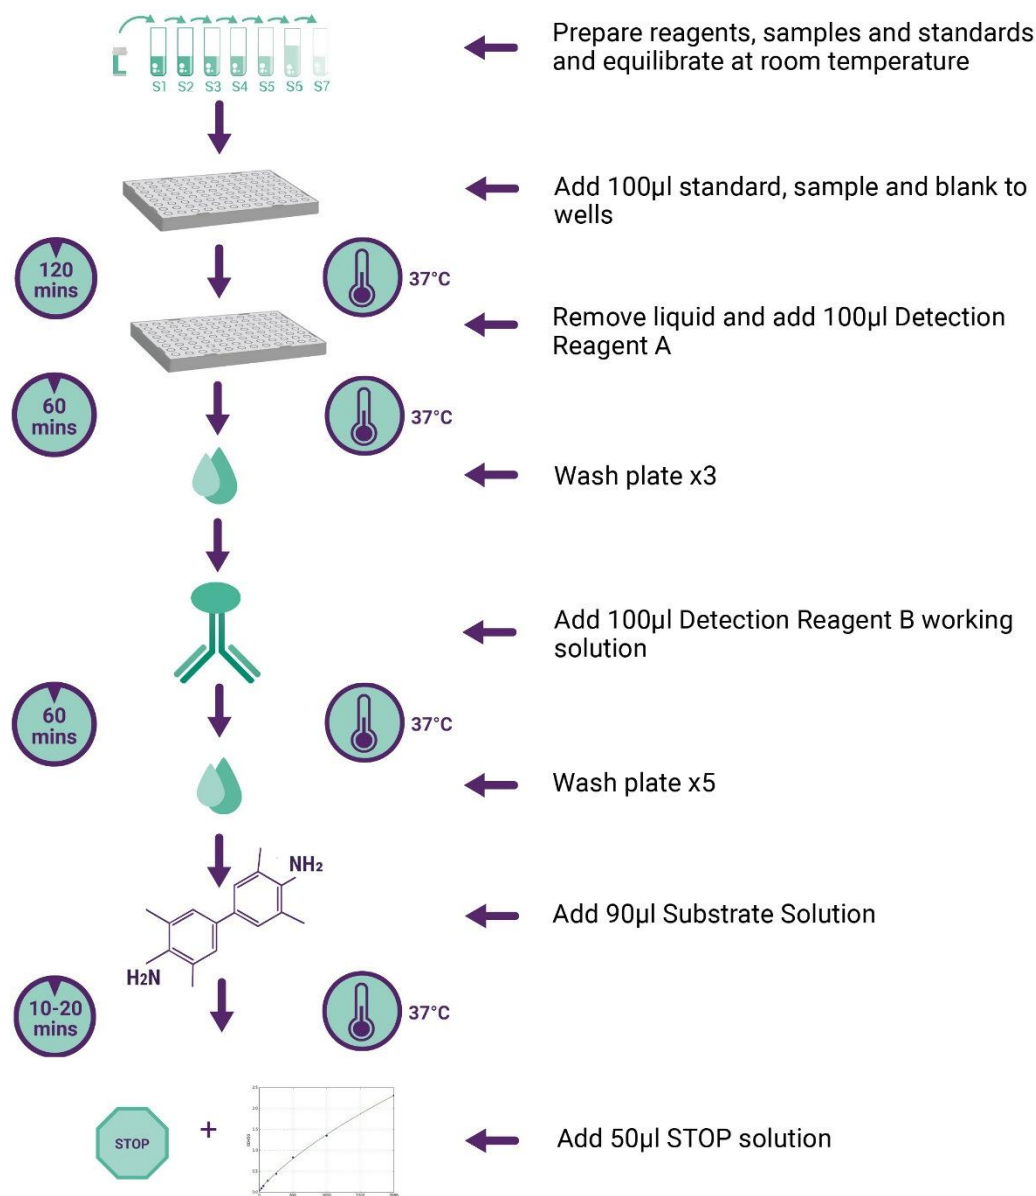 Prepare reagents, samples and standards
and equilibrate at room temperature
S1 S2 S3 S4 S5 S6 S7
Add 100µl standard, sample and blank to
wells
120
mins
37°C
Remove liquid and add 100µl Detection
Reagent A
60
mins
37°C
Wash plate x3
Add 100µl Detection Reagent B working
solution
60
mins
37°C
Wash plate x5
NH2
H2N
Add 90µl Substrate Solution
10-20
mins
37°C
STOP
+
Add 50µl STOP solution